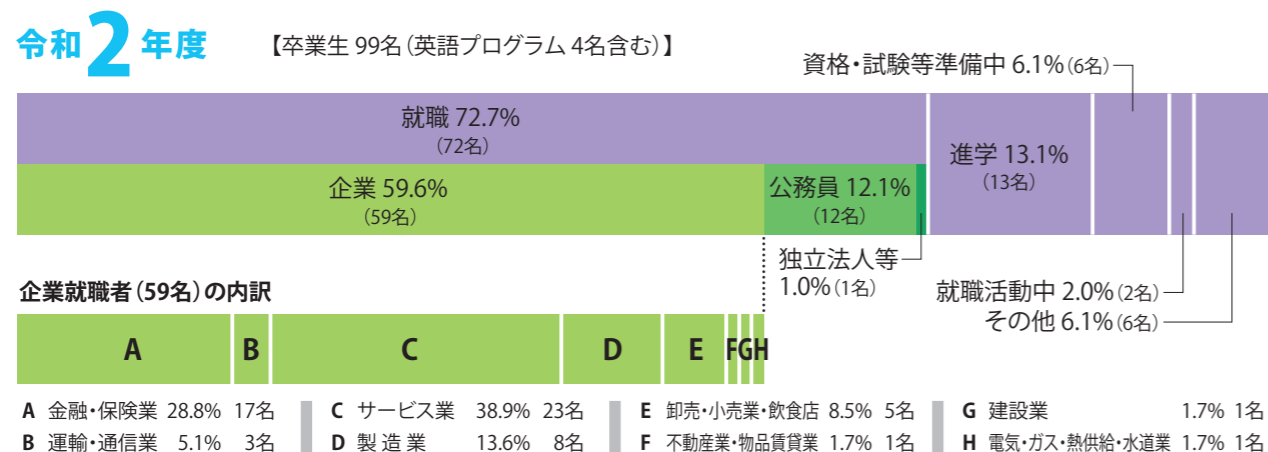 令和2年度 【卒業生 99名（英語プログラム 4名含む）】
資格・試験等準備中 6.1%（6名）
就職 72.7%
（72名）
進学 13.1%
（13名）
企業 59.6%
（59名）
公務員 12.1%
（12名）
独立法人等
1.0%（1名）
就職活動中 2.0%（2名）
その他 6.1%（6名）
企業就職者（59名）の内訳
A B C D E F G H
A 金融・保険業 28.8% 17名
B 運輸・通信業 5.1% 3名
C サービス業 38.9% 23名
D 製造業 13.6% 8名
E 卸売・小売業・飲食店 8.5% 5名
F 不動産業・物品賃貸業 1.7% 1名
G 建設業 1.7% 1名
H 電気・ガス・熱供給・水道業 1.7% 1名